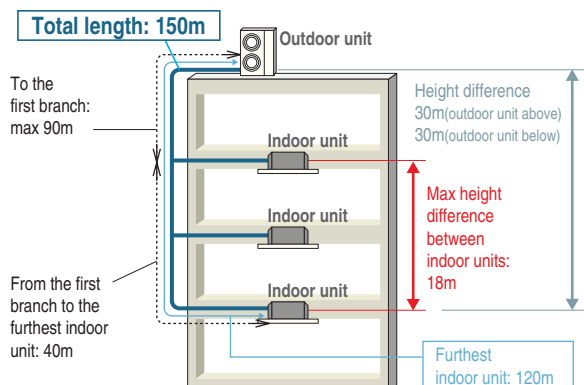 Total length: 150m
Outdoor unit
To the
first branch:
max 90m
Height difference
30m(outdoor unit above)
30m(outdoor unit below)
Indoor unit
Max height
difference
between
indoor units:
18m
Indoor unit
From the first
branch to the
furthest indoor
unit: 40m
Indoor unit
Furthest
indoor unit: 120m